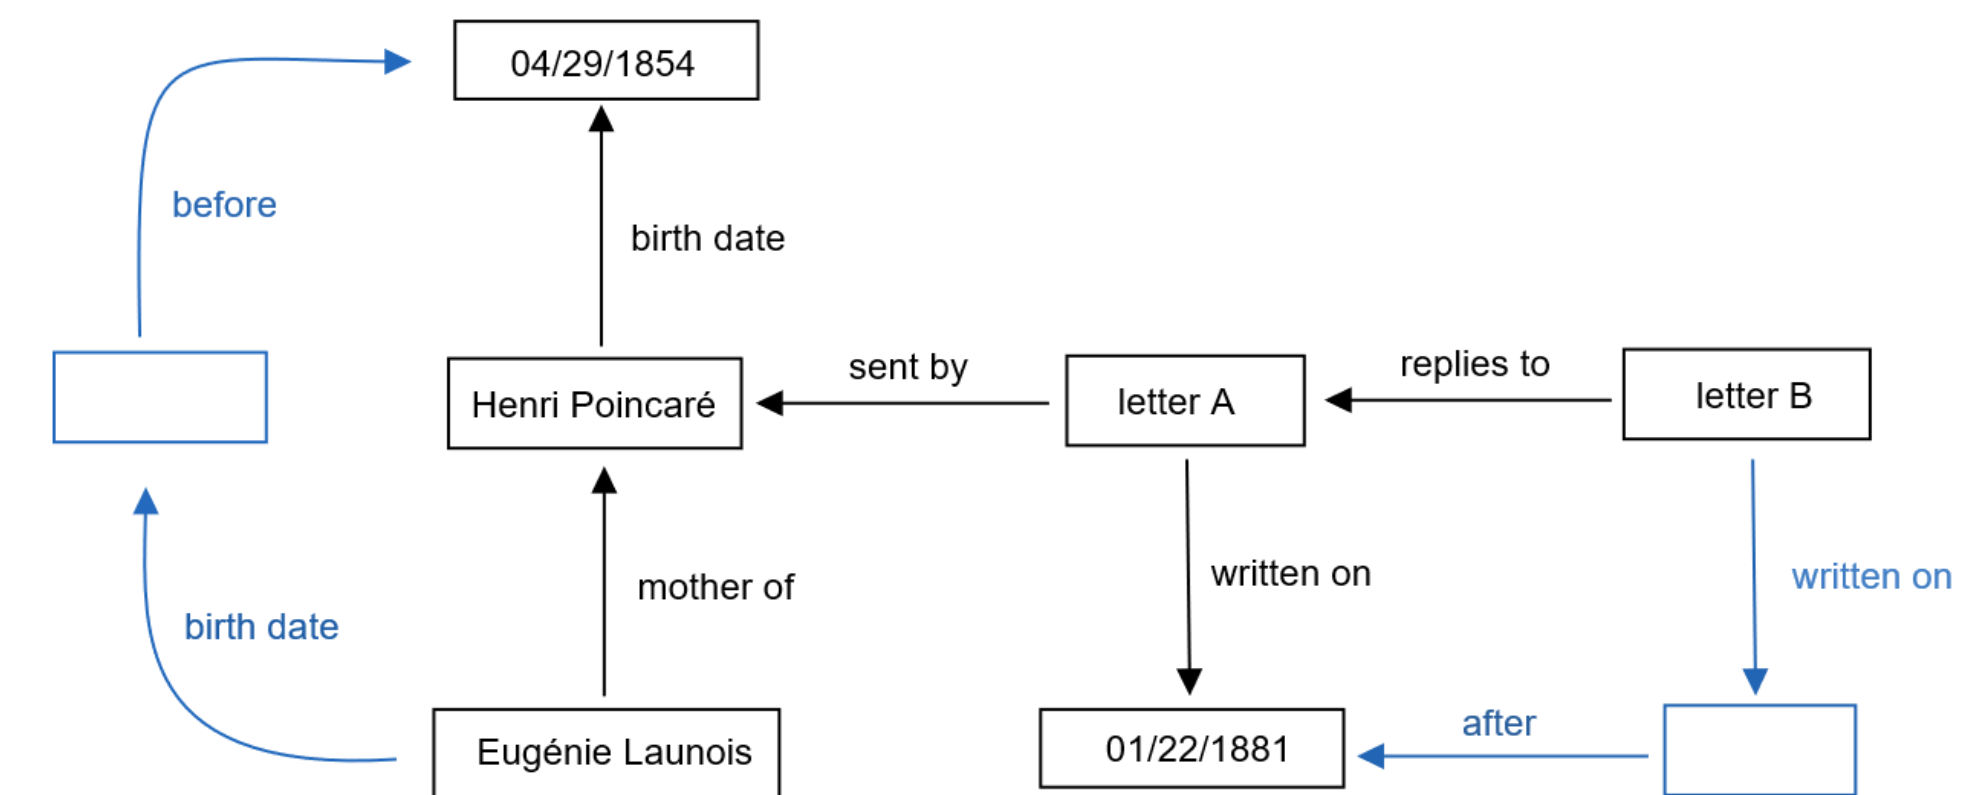 04/29/1854
before
birth date
Henri Poincaré
sent by
letter A
replies to
letter B
mother of
written on
written on
birth date
Eugénie Launois
01/22/1881
after